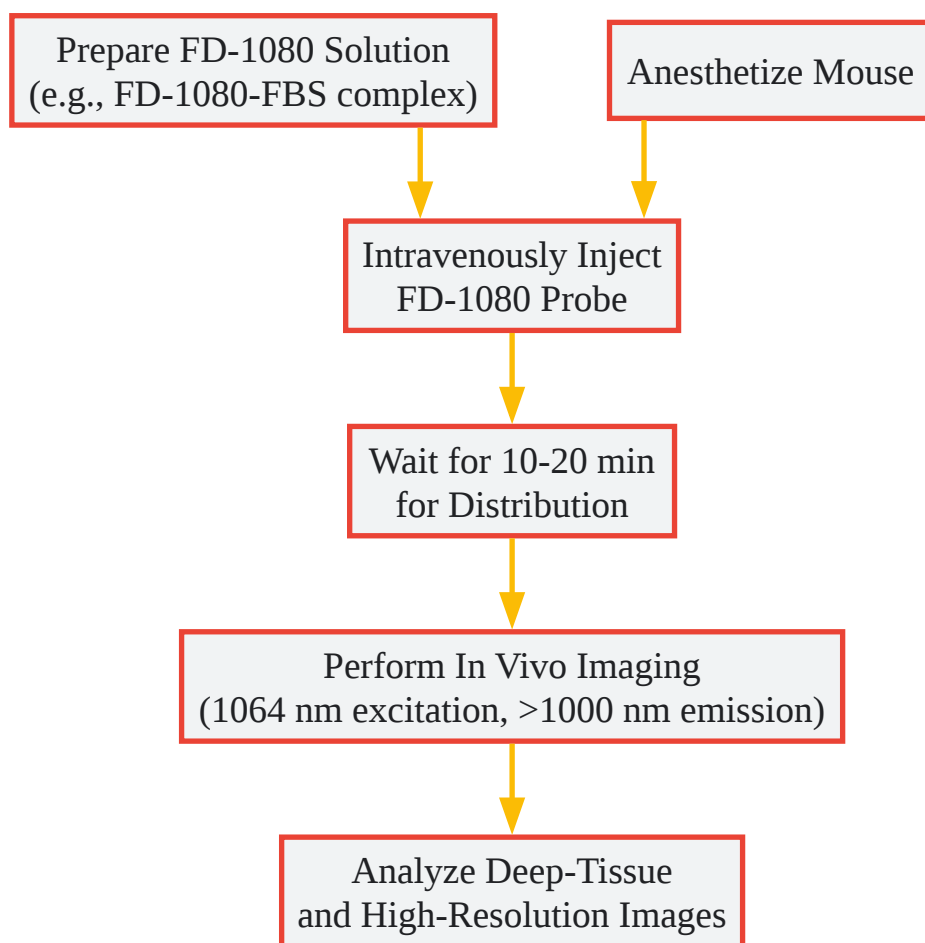 Prepare FD-1080 Solution
(e.g., FD-1080-FBS complex)
Anesthetize Mouse
Intravenously Inject
FD-1080 Probe
Wait for 10-20 min
for Distribution
Perform In Vivo Imaging
(1064 nm excitation, >1000 nm emission)
Analyze Deep-Tissue
and High-Resolution Images